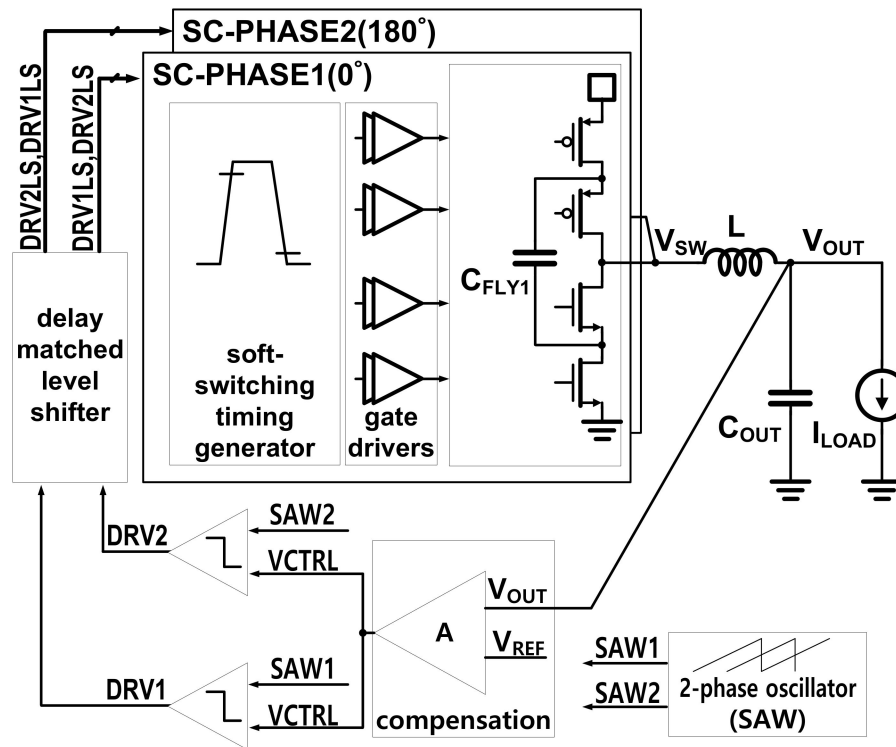 SC-PHASE2(180°)
SC-PHASE1(0°)
DRV2LS,DRV1LS
DRV1LS,DRV2LS
delay
matched
level
shifter
soft-
switching
timing
generator
gate
drivers
CFLY1
VSW
L
VOUT
COUT
ILOAD
DRV2
SAW2
VCTRL
DRV1
SAW1
VCTRL
A
VOUT
VREF
compensation
SAW1
SAW2
2-phase oscillator
(SAW)